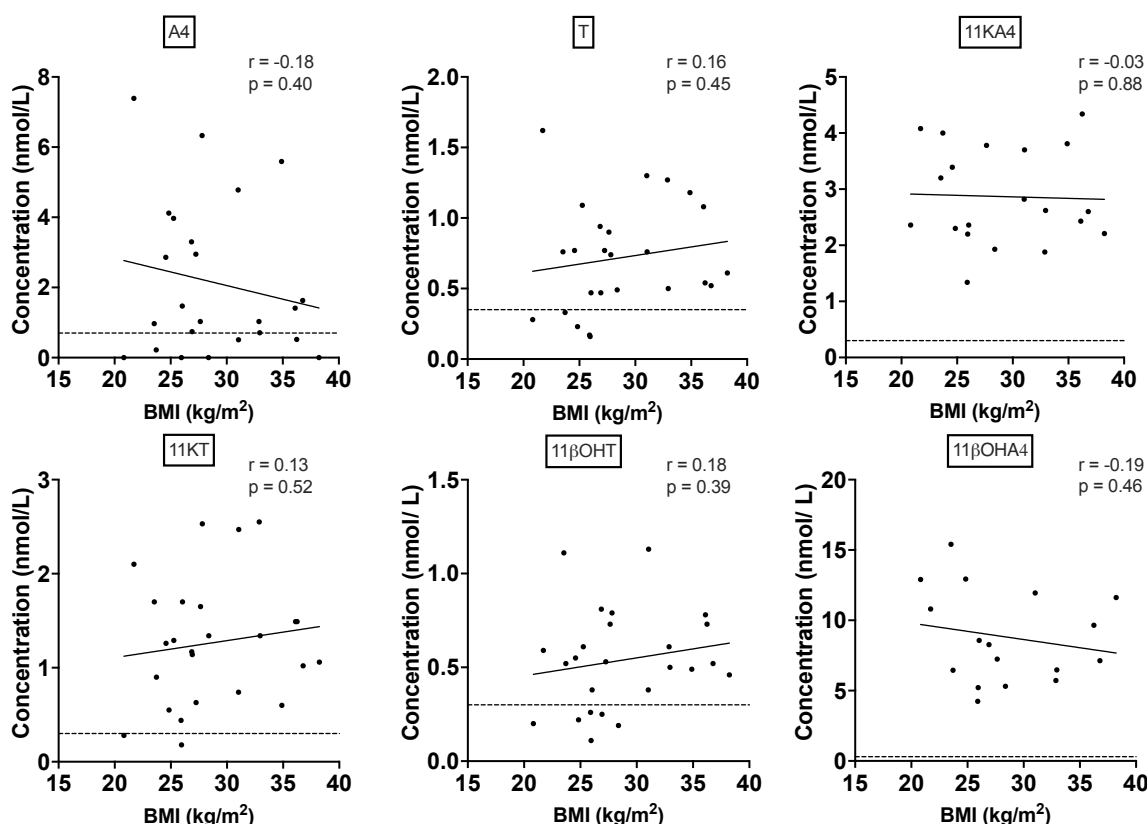 A4
r = -0.18
p = 0.40
Concentration (nmol/L)
8
6
4
2
0
15 20 25 30 35 40
BMI (kg/m²)
T
r = 0.16
p = 0.45
Concentration (nmol/L)
2.0
1.5
1.0
0.5
0.0
15 20 25 30 35 40
BMI (kg/m²)
11KA4
r = -0.03
p = 0.88
Concentration (nmol/L)
5
4
3
2
1
0
15 20 25 30 35 40
BMI (kg/m²)
11KT
r = 0.13
p = 0.52
Concentration (nmol/L)
3
2
1
0
15 20 25 30 35 40
BMI (kg/m²)
11βOHT
r = 0.18
p = 0.39
Concentration (nmol/ L)
1.5
1.0
0.5
0.0
15 20 25 30 35 40
BMI (kg/m²)
11βOHA4
r = -0.19
p = 0.46
Concentration (nmol/ L)
20
15
10
5
0
15 20 25 30 35 40
BMI (kg/m²)